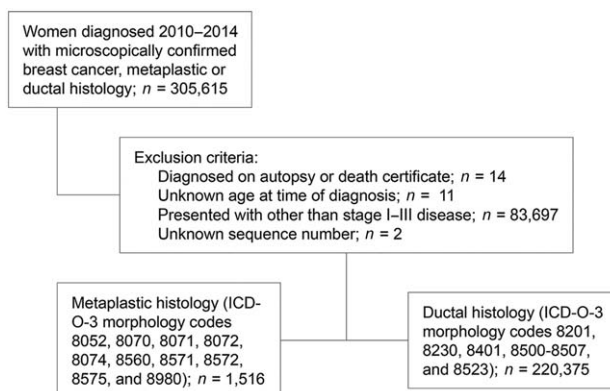 Women diagnosed 2010–2014
with microscopically confirmed
breast cancer, metaplastic or
ductal histology; n = 305,615
Exclusion criteria:
Diagnosed on autopsy or death certificate; n = 14
Unknown age at time of diagnosis; n = 11
Presented with other than stage I–III disease; n = 83,697
Unknown sequence number; n = 2
Metaplastic histology (ICD-
O-3 morphology codes
8052, 8070, 8071, 8072,
8074, 8560, 8571, 8572,
8575, and 8980); n = 1,516
Ductal histology (ICD-O-3
morphology codes 8201,
8230, 8401, 8500-8507,
and 8523); n = 220,375